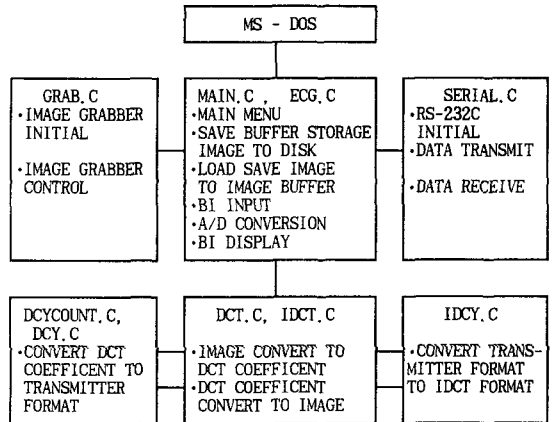 MS - DOS
GRAB.C
·IMAGE GRABBER
INITIAL
·IMAGE GRABBER
CONTROL
MAIN.C , ECG.C
·MAIN MENU
·SAVE BUFFER STORAGE
IMAGE TO DISK
·LOAD SAVE IMAGE
TO IMAGE BUFFER
·BI INPUT
·A/D CONVERSION
·BI DISPLAY
SERIAL.C
·RS-232C
INITIAL
·DATA TRANSMIT
·DATA RECEIVE
DCYCOUNT.C,
DCY.C
·CONVERT DCT
COEFFICENT TO
TRANSMITTER
FORMAT
DCT.C, IDCT.C
·IMAGE CONVERT TO
DCT COEFFICENT
·DCT COEFFICENT
CONVERT TO IMAGE
IDCY.C
·CONVERT TRANS-
MITTER FORMAT
TO IDCT FORMAT